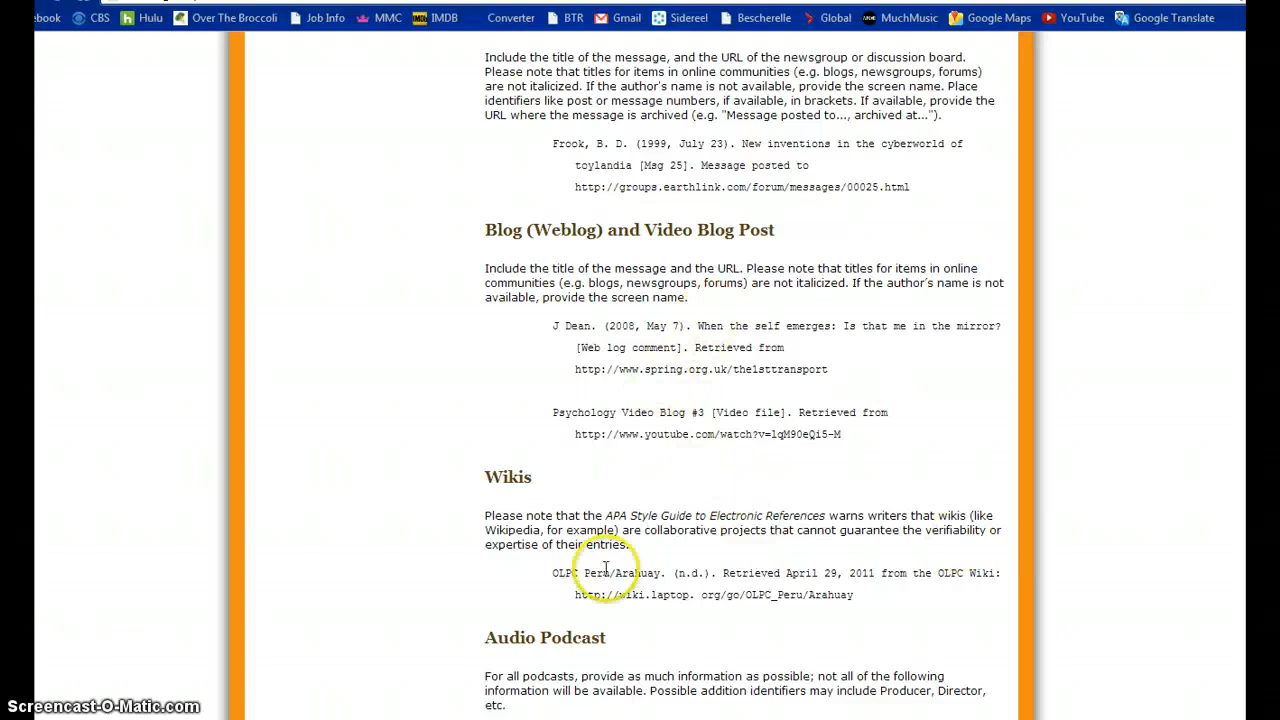 ebook CBS Hulu Over The Broccoli Job Info MMC IMDB Converter BTR Gmail Sidereel Bescherelle Global MuchMusic Google Maps YouTube Google Translate
Include the title of the message, and the URL of the newsgroup or discussion board.
Please note that titles for items in online communities (e.g. blogs, newsgroups, forums)
are not italicized. If the author's name is not available, provide the screen name. Place
identifiers like post or message numbers, if available, in brackets. If available, provide the
URL where the message is archived (e.g. "Message posted to..., archived at...").
Frook, B. D. (1999, July 23). New inventions in the cyberworld of
toylandia [Msg 25]. Message posted to
http://groups.earthlink.com/forum/messages/00025.html
Blog (Weblog) and Video Blog Post
Include the title of the message and the URL. Please note that titles for items in online
communities (e.g. blogs, newsgroups, forums) are not italicized. If the author's name is not
available, provide the screen name.
J Dean. (2008, May 7). When the self emerges: Is that me in the mirror?
[Web log comment]. Retrieved from
http://www.spring.org.uk/the1sttransport
Psychology Video Blog #3 [Video file]. Retrieved from
http://www.youtube.com/watch?v=lqM90eQi5-M
Wikis
Please note that the APA Style Guide to Electronic References warns writers that wikis (like
Wikipedia, for example) are collaborative projects that cannot guarantee the verifiability or
expertise of their entries.
OLPC Peru/Arahuay. (n.d.). Retrieved April 29, 2011 from the OLPC Wiki:
http://wiki.laptop. org/go/OLPC_Peru/Arahuay
Audio Podcast
For all podcasts, provide as much information as possible; not all of the following
information will be available. Possible addition identifiers may include Producer, Director,
etc.
Screencast-O-Matic.com